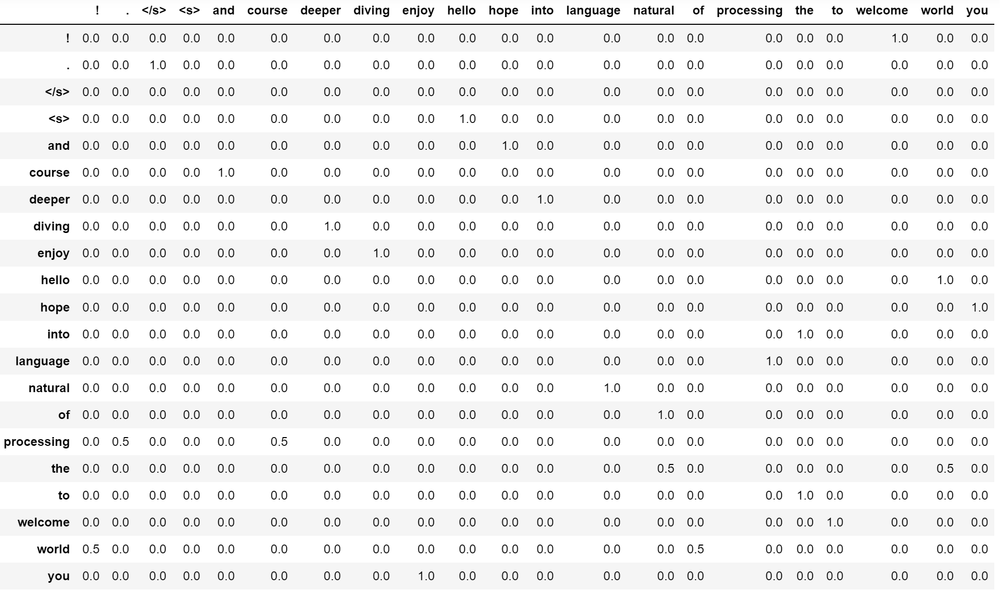 ! . </s> <s> and course deeper diving enjoy hello hope into language natural of processing the to welcome world you
! 0.0 0.0 0.0 0.0 0.0 0.0 0.0 0.0 0.0 0.0 0.0 0.0 0.0 0.0 0.0 0.0 0.0 0.0 1.0 0.0 0.0
. 0.0 0.0 1.0 0.0 0.0 0.0 0.0 0.0 0.0 0.0 0.0 0.0 0.0 0.0 0.0 0.0 0.0 0.0 0.0 0.0 0.0
</s> 0.0 0.0 0.0 0.0 0.0 0.0 0.0 0.0 0.0 0.0 0.0 0.0 0.0 0.0 0.0 0.0 0.0 0.0 0.0 0.0 0.0
<s> 0.0 0.0 0.0 0.0 0.0 0.0 0.0 0.0 0.0 1.0 0.0 0.0 0.0 0.0 0.0 0.0 0.0 0.0 0.0 0.0 0.0
and 0.0 0.0 0.0 0.0 0.0 0.0 0.0 0.0 0.0 0.0 1.0 0.0 0.0 0.0 0.0 0.0 0.0 0.0 0.0 0.0 0.0
course 0.0 0.0 0.0 0.0 1.0 0.0 0.0 0.0 0.0 0.0 0.0 0.0 0.0 0.0 0.0 0.0 0.0 0.0 0.0 0.0 0.0
deeper 0.0 0.0 0.0 0.0 0.0 0.0 0.0 0.0 0.0 0.0 0.0 1.0 0.0 0.0 0.0 0.0 0.0 0.0 0.0 0.0 0.0
diving 0.0 0.0 0.0 0.0 0.0 0.0 1.0 0.0 0.0 0.0 0.0 0.0 0.0 0.0 0.0 0.0 0.0 0.0 0.0 0.0 0.0
enjoy 0.0 0.0 0.0 0.0 0.0 0.0 0.0 1.0 0.0 0.0 0.0 0.0 0.0 0.0 0.0 0.0 0.0 0.0 0.0 0.0 0.0
hello 0.0 0.0 0.0 0.0 0.0 0.0 0.0 0.0 0.0 0.0 0.0 0.0 0.0 0.0 0.0 0.0 0.0 0.0 0.0 1.0 0.0
hope 0.0 0.0 0.0 0.0 0.0 0.0 0.0 0.0 0.0 0.0 0.0 0.0 0.0 0.0 0.0 0.0 0.0 0.0 0.0 0.0 1.0
into 0.0 0.0 0.0 0.0 0.0 0.0 0.0 0.0 0.0 0.0 0.0 0.0 0.0 0.0 0.0 0.0 1.0 0.0 0.0 0.0 0.0
language 0.0 0.0 0.0 0.0 0.0 0.0 0.0 0.0 0.0 0.0 0.0 0.0 0.0 0.0 0.0 1.0 0.0 0.0 0.0 0.0 0.0
natural 0.0 0.0 0.0 0.0 0.0 0.0 0.0 0.0 0.0 0.0 0.0 0.0 1.0 0.0 0.0 0.0 0.0 0.0 0.0 0.0 0.0
of 0.0 0.0 0.0 0.0 0.0 0.0 0.0 0.0 0.0 0.0 0.0 0.0 0.0 1.0 0.0 0.0 0.0 0.0 0.0 0.0 0.0
processing 0.0 0.5 0.0 0.0 0.0 0.5 0.0 0.0 0.0 0.0 0.0 0.0 0.0 0.0 0.0 0.0 0.0 0.0 0.0 0.0 0.0
the 0.0 0.0 0.0 0.0 0.0 0.0 0.0 0.0 0.0 0.0 0.0 0.0 0.0 0.5 0.0 0.0 0.0 0.0 0.0 0.5 0.0
to 0.0 0.0 0.0 0.0 0.0 0.0 0.0 0.0 0.0 0.0 0.0 0.0 0.0 0.0 0.0 0.0 1.0 0.0 0.0 0.0 0.0
welcome 0.0 0.0 0.0 0.0 0.0 0.0 0.0 0.0 0.0 0.0 0.0 0.0 0.0 0.0 0.0 0.0 0.0 1.0 0.0 0.0 0.0
world 0.5 0.0 0.0 0.0 0.0 0.0 0.0 0.0 0.0 0.0 0.0 0.0 0.0 0.0 0.5 0.0 0.0 0.0 0.0 0.0 0.0
you 0.0 0.0 0.0 0.0 0.0 0.0 0.0 0.0 1.0 0.0 0.0 0.0 0.0 0.0 0.0 0.0 0.0 0.0 0.0 0.0 0.0